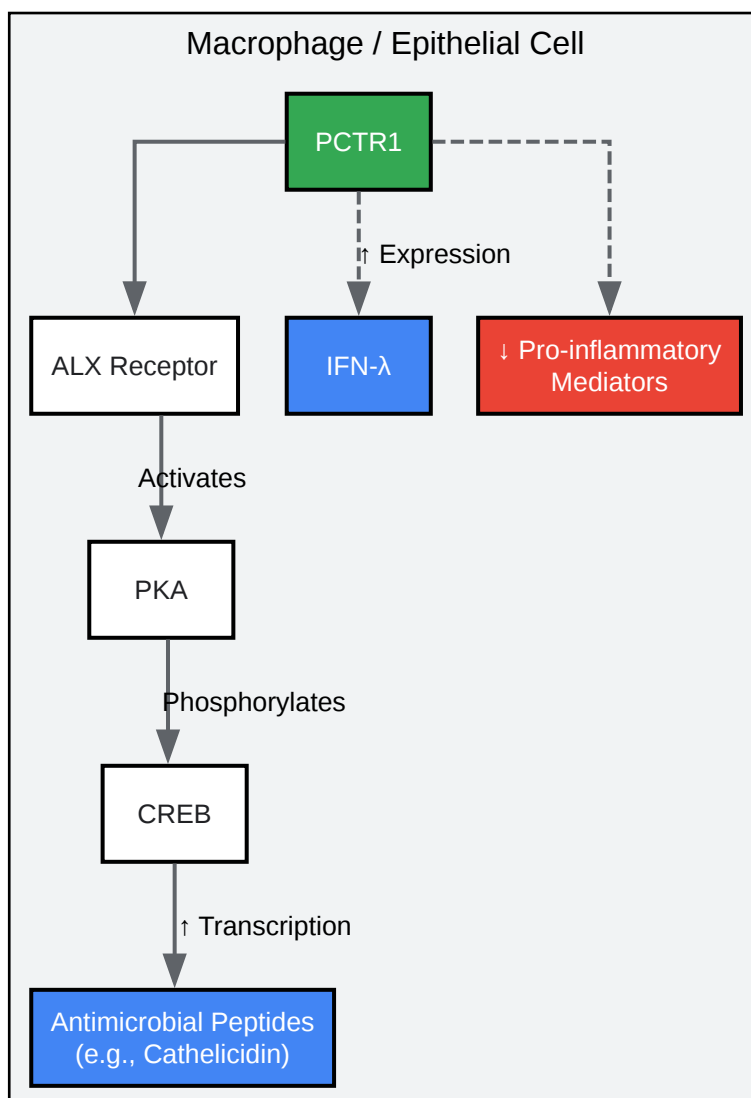 Macrophage / Epithelial Cell
PCTR1
↑ Expression
ALX Receptor
IFN-λ
↓ Pro-inflammatory
Mediators
Activates
PKA
Phosphorylates
CREB
↑ Transcription
Antimicrobial Peptides
(e.g., Cathelicidin)